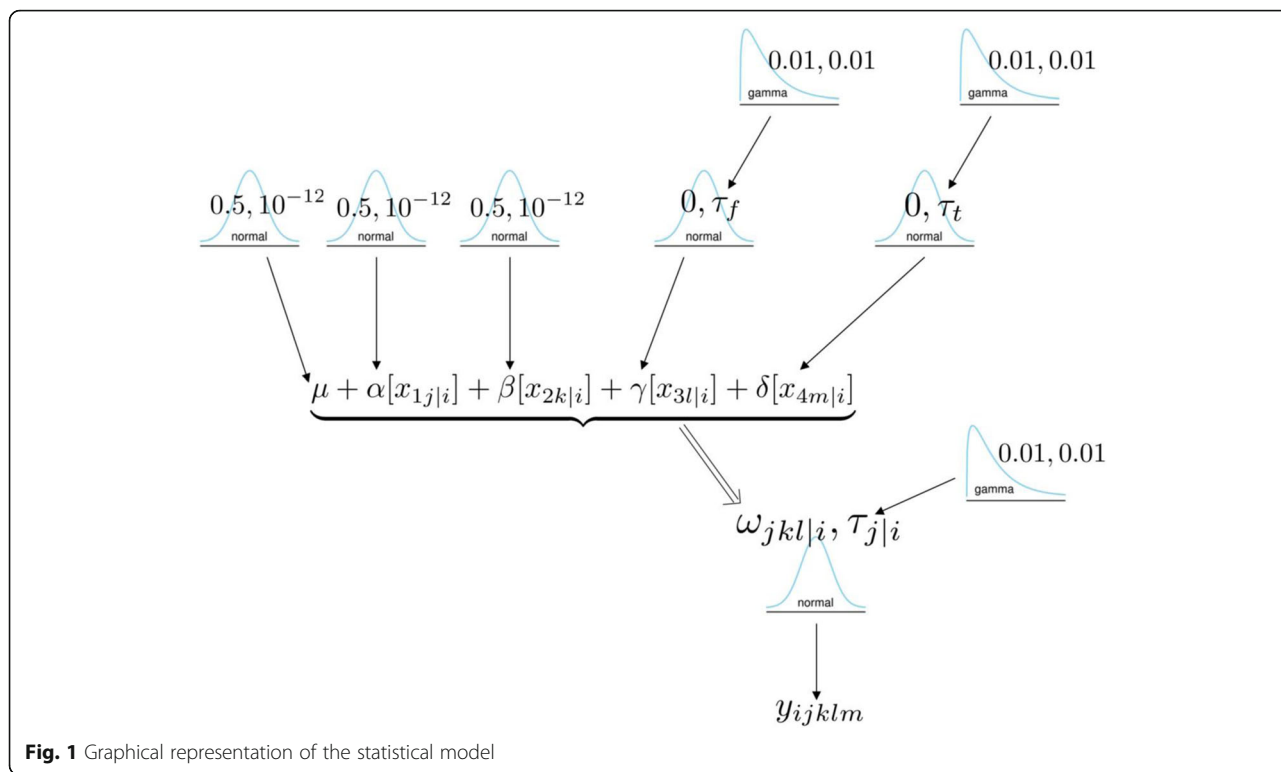 0.01, 0.01
gamma
0.01, 0.01
gamma
0.5, 10⁻¹²
normal
0.5, 10⁻¹²
normal
0.5, 10⁻¹²
normal
0, τ_f
normal
0, τ_t
normal
μ + α[x_{1j|i}] + β[x_{2k|i}] + γ[x_{3l|i}] + δ[x_{4m|i}]
0.01, 0.01
gamma
ω_{jkl|i}, τ_{j|i}
normal
y_{ijklm}
Fig. 1 Graphical representation of the statistical model